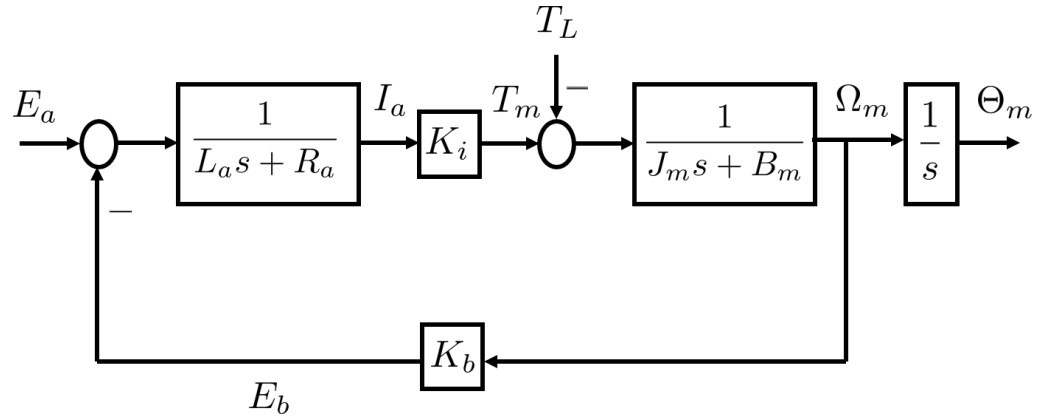 T_L
−
E_a
1
L_a s + R_a
I_a
K_i
T_m
1
J_m s + B_m
Ω_m
1
s
Θ_m
−
K_b
E_b